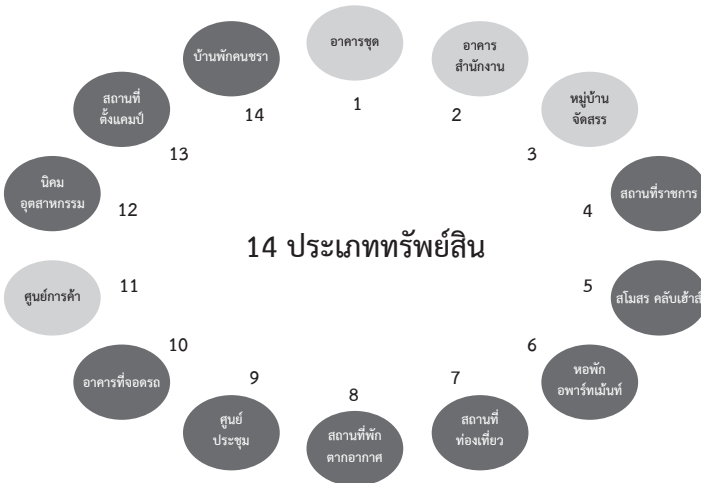 อาคารชุด
1
อาคาร
สำนักงาน
2
หมู่บ้าน
จัดสรร
3
สถานที่ราชการ
4
สโมสร คลับเฮ้าส์
5
หอพัก
อพาร์ทเม้นท์
6
สถานที่
ท่องเที่ยว
7
สถานที่พัก
ตากอากาศ
8
ศูนย์
ประชุม
9
อาคารที่จอดรถ
10
ศูนย์การค้า
11
นิคม
อุตสาหกรรม
12
สถานที่
ตั้งแคมป์
13
บ้านพักคนชรา
14
14 ประเภททรัพย์สิน